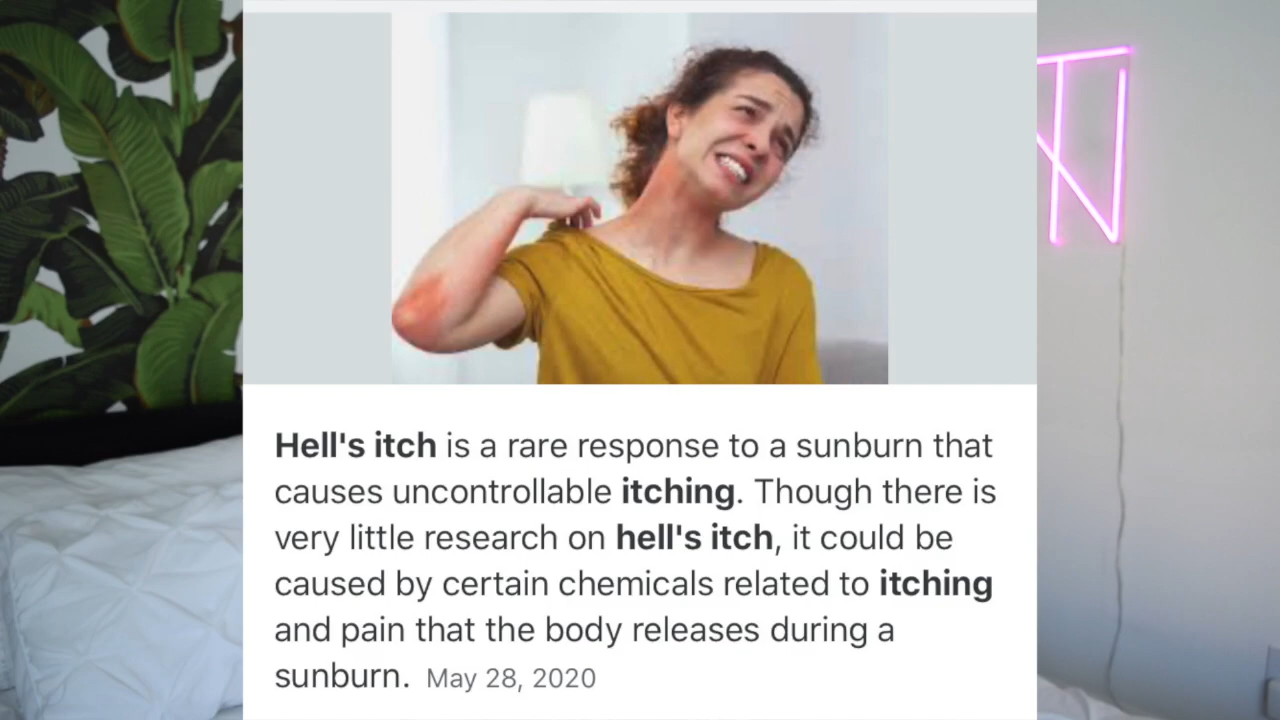 Hell's itch is a rare response to a sunburn that
causes uncontrollable itching. Though there is
very little research on hell's itch, it could be
caused by certain chemicals related to itching
and pain that the body releases during a
sunburn. May 28, 2020